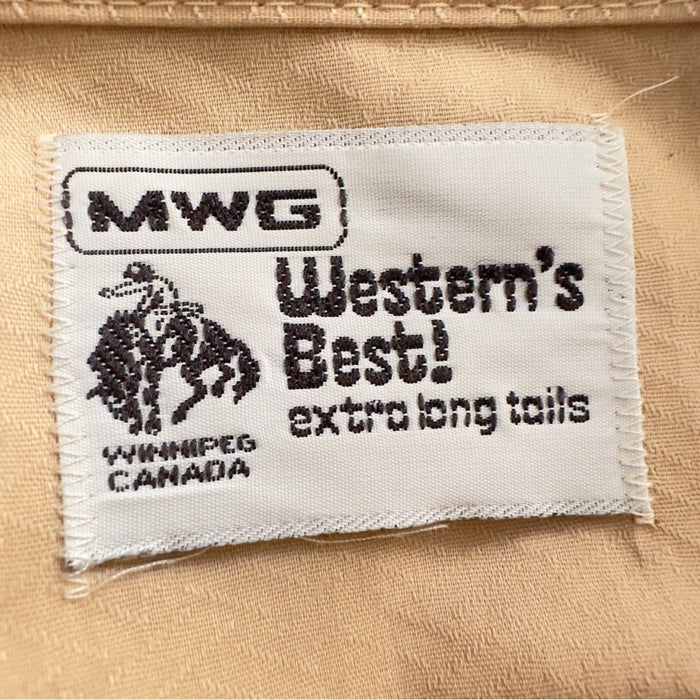 MWG
Western's
Best!
extra long tails
WINNIPEG
CANADA